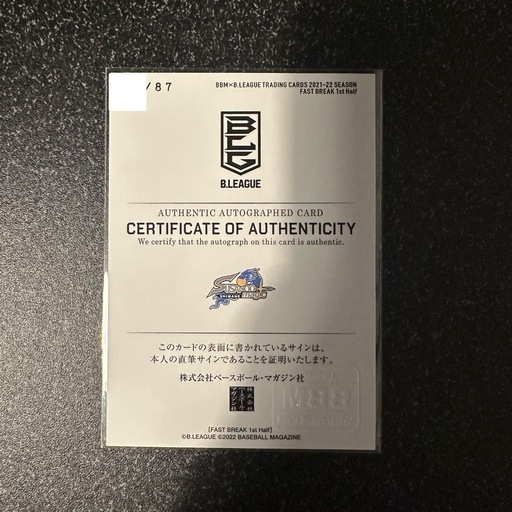 /87
BBM×B.LEAGUE TRADING CARDS 2021-22 SEASON
FAST BREAK 1st Half
B.LEAGUE
AUTHENTIC AUTOGRAPHED CARD
CERTIFICATE OF AUTHENTICITY
We certify that the autograph on this card is authentic.
SHIMANE
このカードの表面に書かれているサインは、
本人の直筆サインであることを証明いたします。
株式会社ベースボール・マガジン社
BBM
[FAST BREAK 1st Half]
©B.LEAGUE ©2022 BASEBALL MAGAZINE